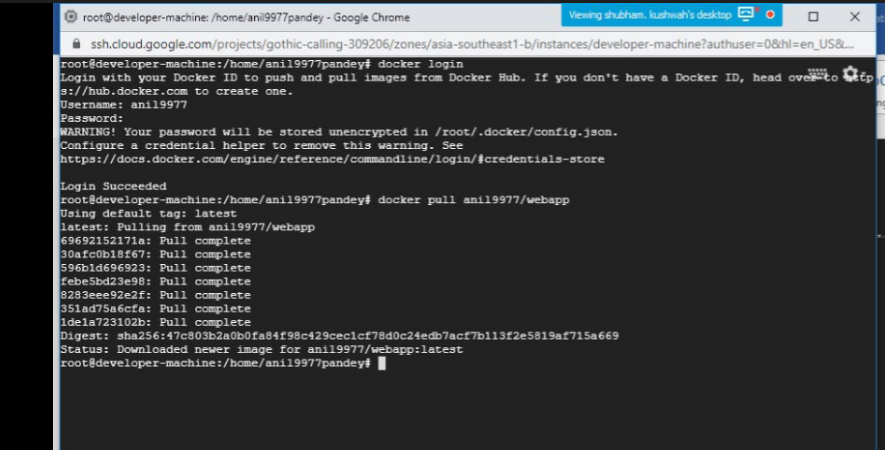 root@developer-machine: /home/anil9977pandey - Google Chrome
Viewing shubham. kushwah's desktop
ssh.cloud.google.com/projects/gothic-calling-309206/zones/asia-southeast1-b/instances/developer-machine?authuser=0&hl=en_US&...
root@developer-machine:/home/anil9977pandey# docker login
Login with your Docker ID to push and pull images from Docker Hub. If you don't have a Docker ID, head over to
s://hub.docker.com to create one.
Username: anil9977
Password:
WARNING! Your password will be stored unencrypted in /root/.docker/config.json.
Configure a credential helper to remove this warning. See
https://docs.docker.com/engine/reference/commandline/login/#credentials-store
Login Succeeded
root@developer-machine:/home/anil9977pandey# docker pull anil9977/webapp
Using default tag: latest
latest: Pulling from anil9977/webapp
69692152171a: Pull complete
30afc0b18f67: Pull complete
596b1d696923: Pull complete
febe5bd23e98: Pull complete
8283eee92e2f: Pull complete
351ad75a6cfa: Pull complete
1de1a723102b: Pull complete
Digest: sha256:47c803b2a0b0fa84f98c429cec1cf78d0c24edb7acf7b113f2e5819af715a669
Status: Downloaded newer image for anil9977/webapp:latest
root@developer-machine:/home/anil9977pandey#